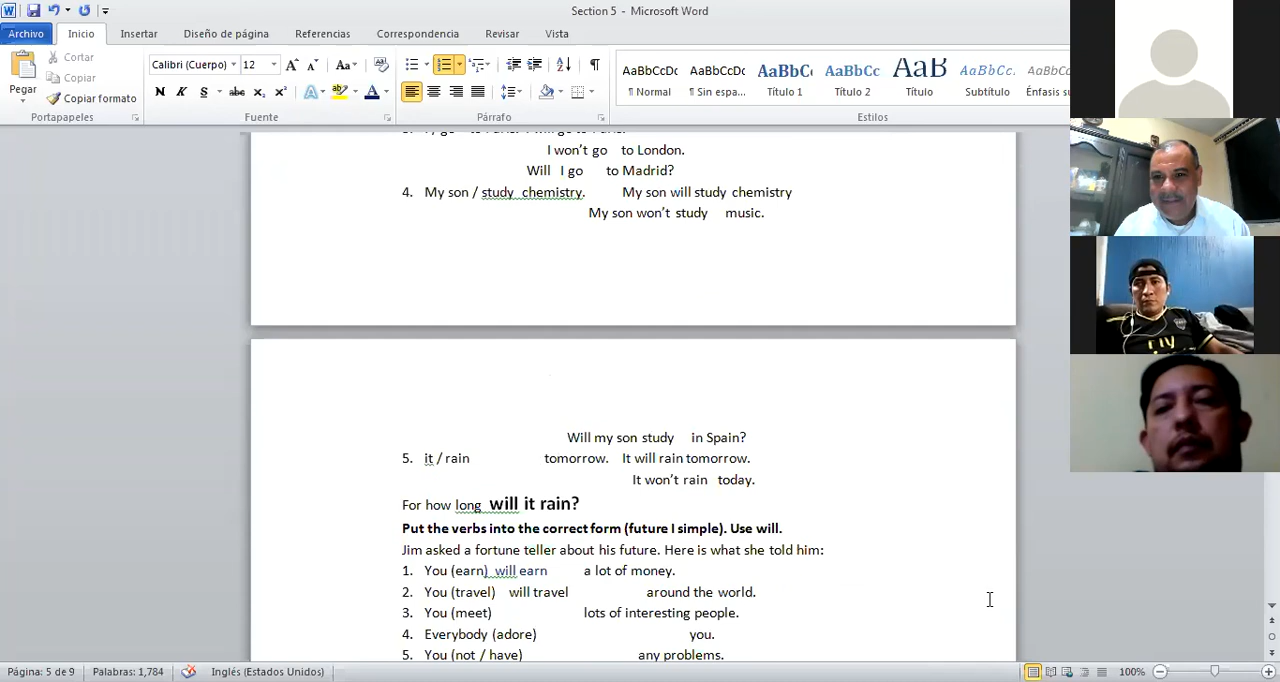 Section 5 - Microsoft Word
Archivo Inicio Insertar Diseño de página Referencias Correspondencia Revisar Vista
Pegar
Cortar
Copiar
Copiar formato
Portapapeles
Calibri (Cuerpo) 12
Fuente
Párrafo
AaBbCcDc AaBbCcDc AaBbC AaBbCc AaB AaBbCc. AaBbCc
¶ Normal ¶ Sin espa... Título 1 Título 2 Título Subtítulo Énfasis sutil
Estilos
I won't go to London.
Will I go to Madrid?
4. My son / study chemistry. My son will study chemistry
My son won't study music.
Will my son study in Spain?
5. it / rain tomorrow. It will rain tomorrow.
It won't rain today.
For how long will it rain?
Put the verbs into the correct form (future I simple). Use will.
Jim asked a fortune teller about his future. Here is what she told him:
1. You (earn) will earn a lot of money.
2. You (travel) will travel around the world.
3. You (meet) lots of interesting people.
4. Everybody (adore) you.
5. You (not / have) any problems.
Página: 5 de 9 Palabras: 1,784 Inglés (Estados Unidos) 100%